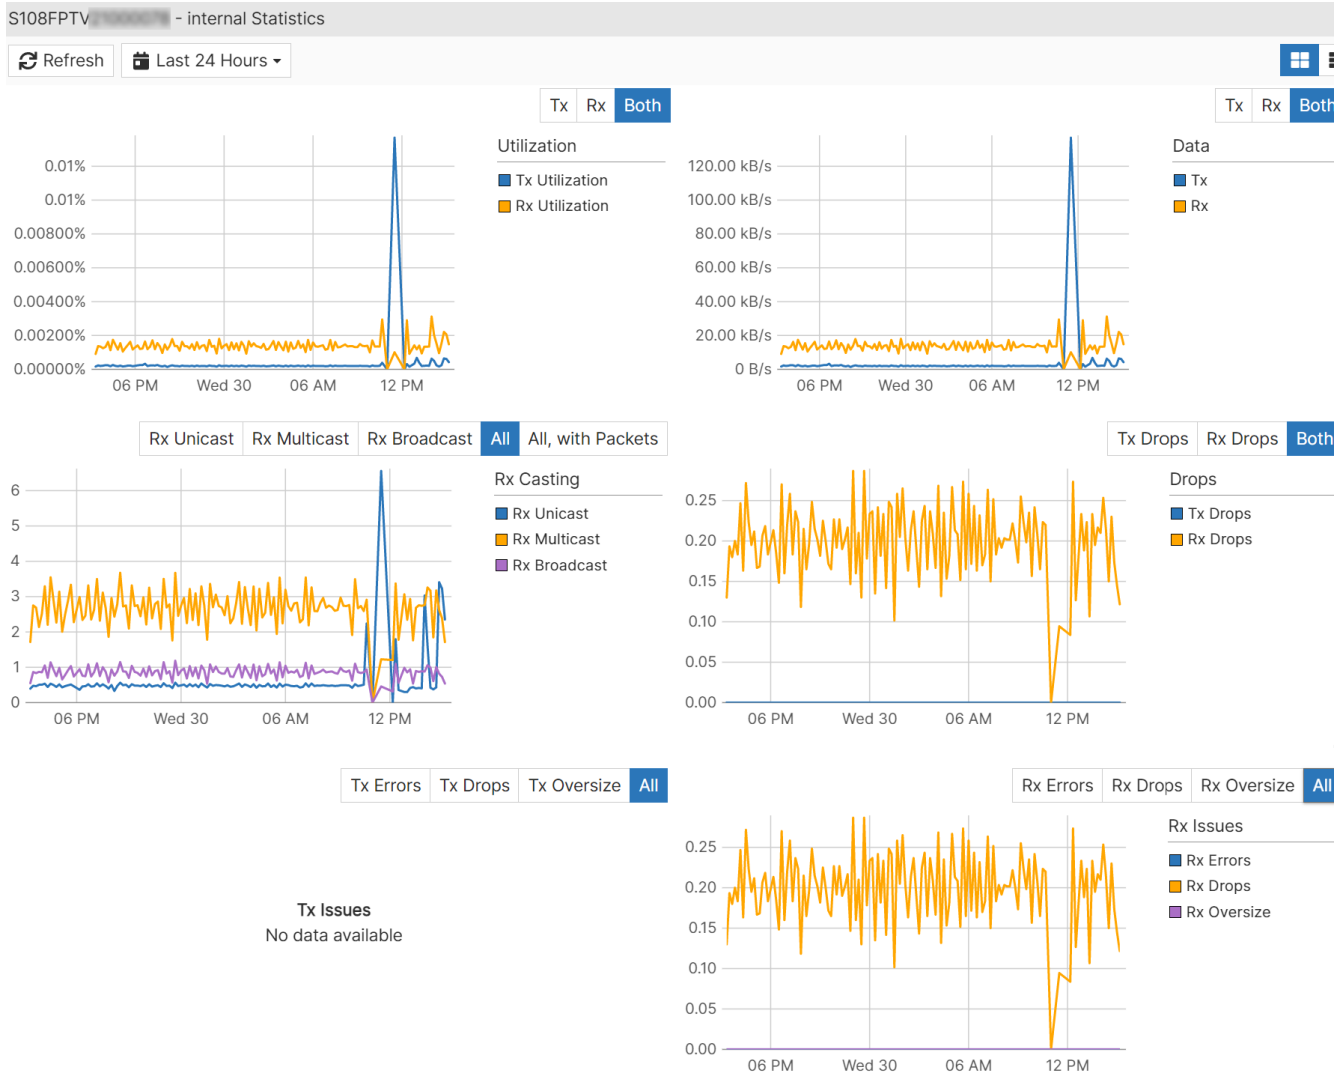 S108FPTV - internal Statistics
Refresh Last 24 Hours
Tx Rx Both
Utilization
Tx Utilization
Rx Utilization
0.01%
0.01%
0.00800%
0.00600%
0.00400%
0.00200%
0.00000%
06 PM Wed 30 06 AM 12 PM
Tx Rx Both
Data
Tx
Rx
120.00 kB/s
100.00 kB/s
80.00 kB/s
60.00 kB/s
40.00 kB/s
20.00 kB/s
0 B/s
06 PM Wed 30 06 AM 12 PM
Rx Unicast Rx Multicast Rx Broadcast All All, with Packets
Rx Casting
Rx Unicast
Rx Multicast
Rx Broadcast
6
5
4
3
2
1
0
06 PM Wed 30 06 AM 12 PM
Tx Drops Rx Drops Both
Drops
Tx Drops
Rx Drops
0.25
0.20
0.15
0.10
0.05
0.00
06 PM Wed 30 06 AM 12 PM
Tx Errors Tx Drops Tx Oversize All
Tx Issues
No data available
Rx Errors Rx Drops Rx Oversize All
Rx Issues
Rx Errors
Rx Drops
Rx Oversize
0.25
0.20
0.15
0.10
0.05
0.00
06 PM Wed 30 06 AM 12 PM